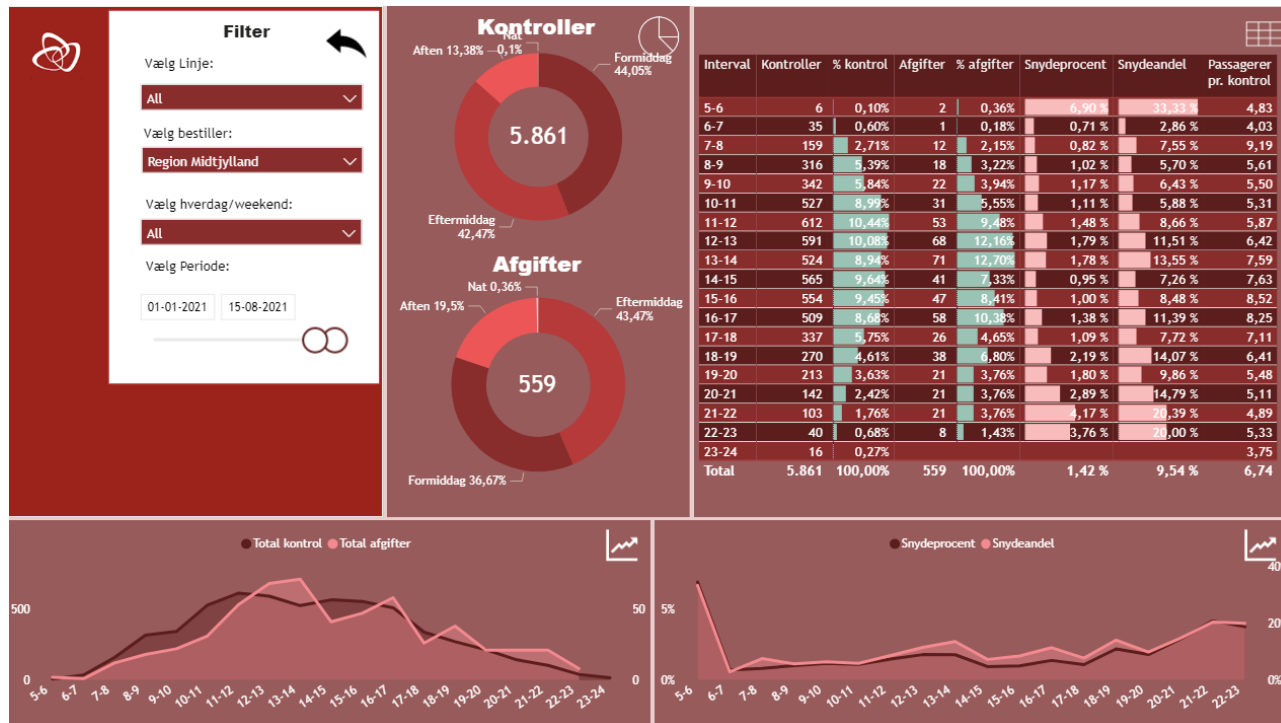 Filter
Vælg Linje:
All
Vælg bestiller:
Region Midtjylland
Vælg hverdag/weekend:
All
Vælg Periode:
01-01-2021 15-08-2021
Kontroller
Nat
0,1%
Aften 13,38%
Formiddag
44,05%
5.861
Eftermiddag
42,47%
Afgifter
Nat 0,36%
Aften 19,5%
Eftermiddag
43,47%
559
Formiddag 36,67%
Interval Kontroller % kontrol Afgifter % afgifter Snydeprocent Snydeandel Passagerer
pr. kontrol
5-6 6 0,10% 2 0,36% 6,90 % 33,33 % 4,83
6-7 35 0,60% 1 0,18% 0,71 % 2,86 % 4,03
7-8 159 2,71% 12 2,15% 0,82 % 7,55 % 9,19
8-9 316 5,39% 18 3,22% 1,02 % 5,70 % 5,61
9-10 342 5,84% 22 3,94% 1,17 % 6,43 % 5,50
10-11 527 8,99% 31 5,55% 1,11 % 5,88 % 5,31
11-12 612 10,44% 53 9,48% 1,48 % 8,66 % 5,87
12-13 591 10,08% 68 12,16% 1,79 % 11,51 % 6,42
13-14 524 8,94% 71 12,70% 1,78 % 13,55 % 7,59
14-15 565 9,64% 41 7,33% 0,95 % 7,26 % 7,63
15-16 554 9,45% 47 8,41% 1,00 % 8,48 % 8,52
16-17 509 8,68% 58 10,38% 1,38 % 11,39 % 8,25
17-18 337 5,75% 26 4,65% 1,09 % 7,72 % 7,11
18-19 270 4,61% 38 6,80% 2,19 % 14,07 % 6,41
19-20 213 3,63% 21 3,76% 1,80 % 9,86 % 5,48
20-21 142 2,42% 21 3,76% 2,89 % 14,79 % 5,11
21-22 103 1,76% 21 3,76% 4,17 % 20,39 % 4,89
22-23 40 0,68% 8 1,43% 3,76 % 20,00 % 5,33
23-24 16 0,27% 3,75
Total 5.861 100,00% 559 100,00% 1,42 % 9,54 % 6,74
Total kontrol Total afgifter
500 50
0 0
5-6 6-7 7-8 8-9 9-10 10-11 11-12 12-13 13-14 14-15 15-16 16-17 17-18 18-19 19-20 20-21 21-22 22-23 23-24
Snydeprocent Snydeandel
40%
5% 20%
0% 0%
5-6 6-7 7-8 8-9 9-10 10-11 11-12 12-13 13-14 14-15 15-16 16-17 17-18 18-19 19-20 20-21 21-22 22-23